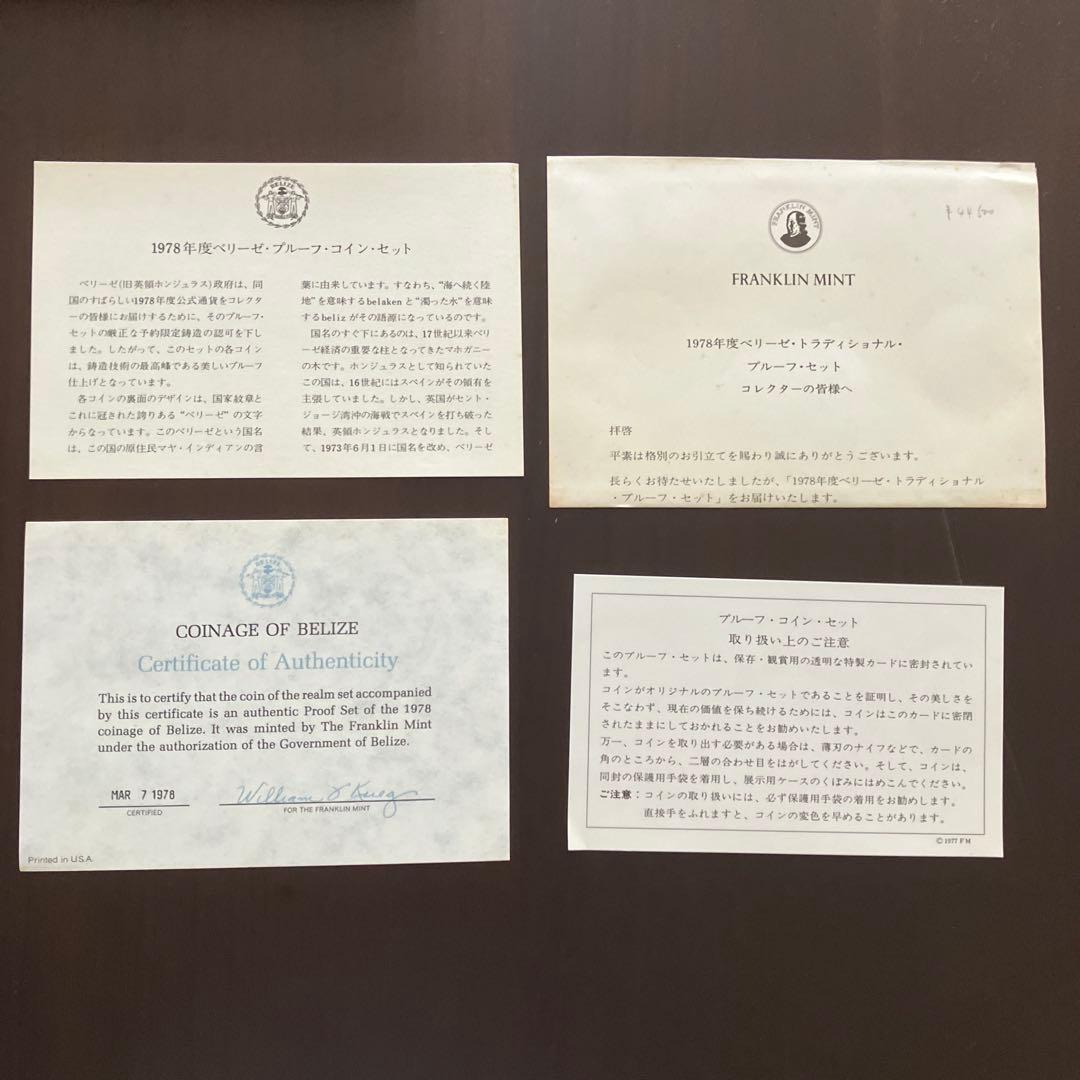 BELIZE
1978年度ベリーゼ・プルーフ・コイン・セット
ベリーゼ(旧英領ホンジュラス)政府は、同
国のすばらしい1978年度公式通貨をコレクタ
ーの皆様にお届けするために、そのプルーフ・
セットの厳正な予約限定鋳造の認可を下し
ました。したがって、このセットの各コイン
は、鋳造技術の最高峰である美しいプルーフ
仕上げとなっています。
各コインの裏面のデザインは、国家紋章と
これに冠された誇りある“ベリーゼ”の文字
からなっています。このベリーゼという国名
は、この国の原住民マヤ・インディアンの言
葉に由来しています。すなわち、“海へ続く陸
地”を意味するbelakenと“濁った水”を意味
するbelizがその語源になっているのです。
国名のすぐ下にあるのは、17世紀以来ベリ
ーゼ経済の重要な柱となってきたマホガニー
の木です。ホンジュラスとして知られていた
この国は、16世紀にはスペインがその領有を
主張していました。しかし、英国がセント・
ジョージ湾沖の海戦でスペインを打ち破った
結果、英領ホンジュラスとなりました。そし
て、1973年6月1日に国名を改め、ベリーゼ
FRANKLIN MINT
¥44,500
FRANKLIN MINT
1978年度ベリーゼ・トラディショナル・
プルーフ・セット
コレクターの皆様へ
拝啓
平素は格別のお引立てを賜わり誠にありがとうございます。
長らくお待たせいたしましたが、「1978年度ベリーゼ・トラディショナル
・プルーフ・セット」をお届けいたします。
BELIZE
COINAGE OF BELIZE
Certificate of Authenticity
This is to certify that the coin of the realm set accompanied
by this certificate is an authentic Proof Set of the 1978
coinage of Belize. It was minted by The Franklin Mint
under the authorization of the Government of Belize.
MAR 7 1978
CERTIFIED
William F Krieg
FOR THE FRANKLIN MINT
Printed in U.S.A.
プルーフ・コイン・セット
取り扱い上のご注意
このプルーフ・セットは、保存・観賞用の透明な特製カードに密封されてい
ます。
コインがオリジナルのプルーフ・セットであることを証明し、その美しさを
そこなわず、現在の価値を保ち続けるためには、コインはこのカードに密閉
されたままにしておかれることをお勧めいたします。
万一、コインを取り出す必要がある場合は、薄刃のナイフなどで、カードの
角のところから、二層の合わせ目をはがしてください。そして、コインは、
同封の保護用手袋を着用し、展示用ケースのくぼみにはめこんでください。
ご注意：コインの取り扱いには、必ず保護用手袋の着用をお勧めします。
直接手をふれますと、コインの変色を早めることがあります。
©1977 FM